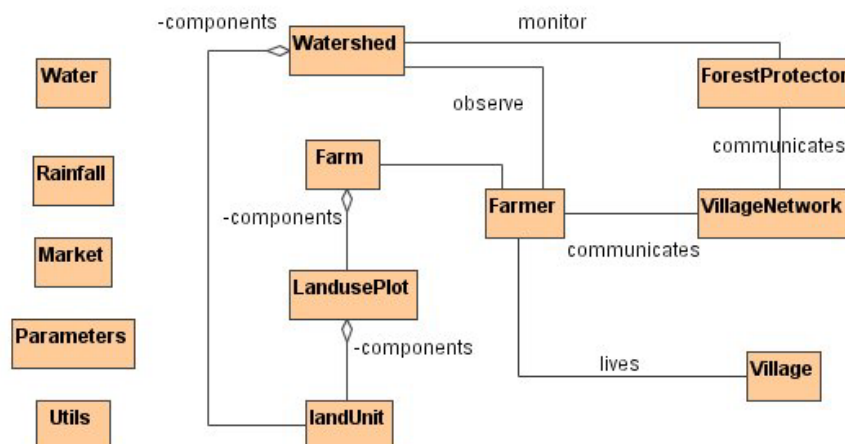 -components
Watershed
monitor
Water
ForestProtector
observe
communicates
Farm
Rainfall
-components
Farmer
VillageNetwork
communicates
Market
LandusePlot
Parameters
-components
lives
Village
Utils
landUnit